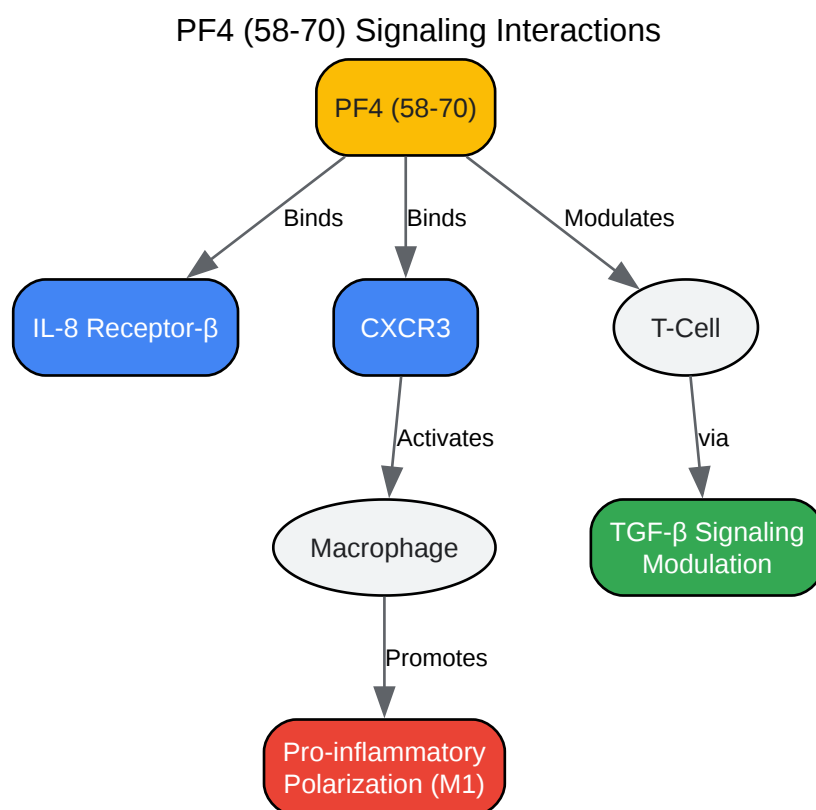 PF4 (58-70) Signaling Interactions
PF4 (58-70)
Binds
Binds
Modulates
IL-8 Receptor-β
CXCR3
T-Cell
Activates
via
Macrophage
TGF-β Signaling
Modulation
Promotes
Pro-inflammatory
Polarization (M1)